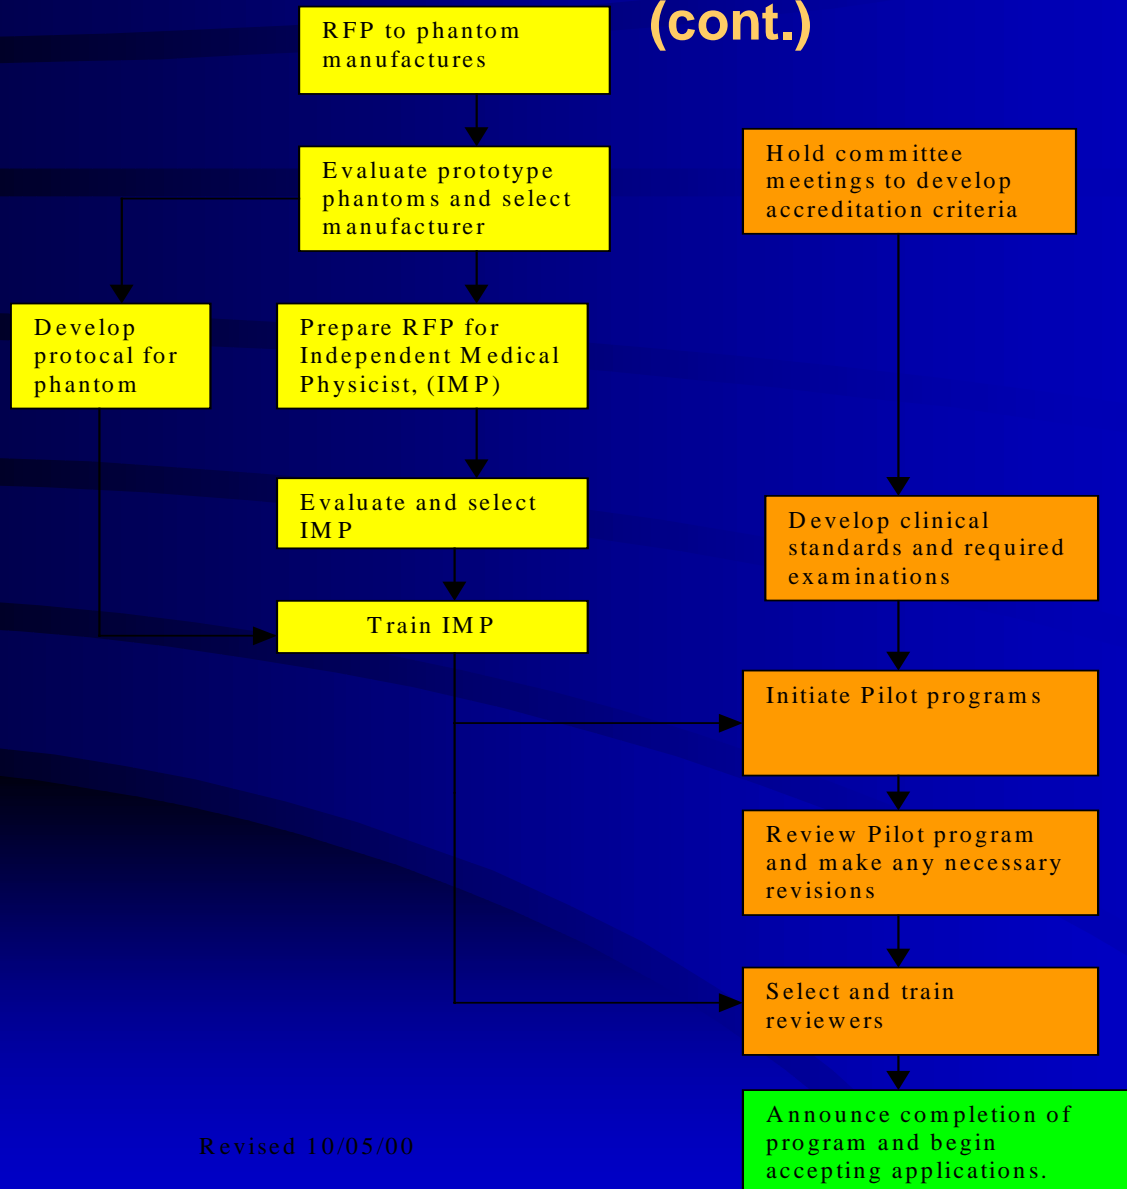 (cont.)
RFP to phantom
manufactures
Evaluate prototype
phantoms and select
manufacturer
Hold committee
meetings to develop
accreditation criteria
Develop
protocal for
phantom
Prepare RFP for
Independent Medical
Physicist, (IMP)
Evaluate and select
IMP
Develop clinical
standards and required
examinations
Train IMP
Initiate Pilot programs
Review Pilot program
and make any necessary
revisions
Select and train
reviewers
Announce completion of
program and begin
accepting applications.
Revised 10/05/00